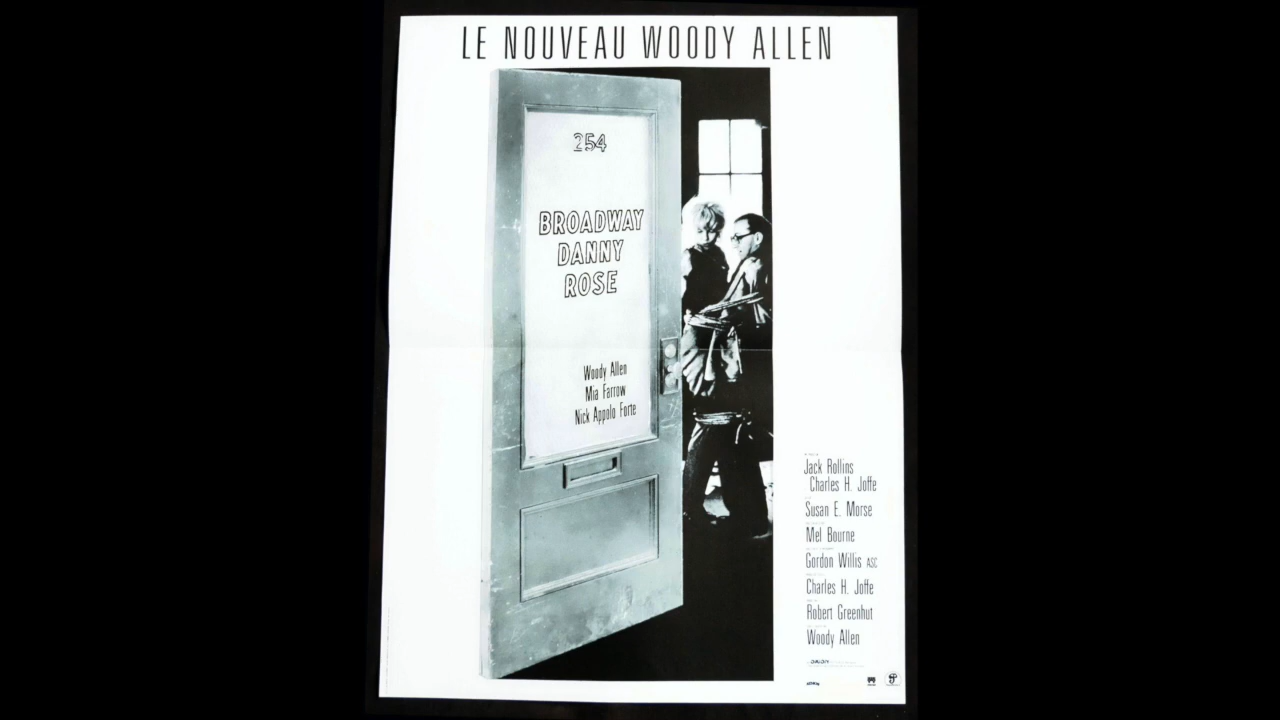 LE NOUVEAU WOODY ALLEN
254
BROADWAY
DANNY
ROSE
Woody Allen
Mia Farrow
Nick Appolo Forte
Jack Rollins
Charles H. Joffe
Susan E. Morse
Mel Bourne
Gordon Willis ASC
Charles H. Joffe
Robert Greenhut
Woody Allen
ORION